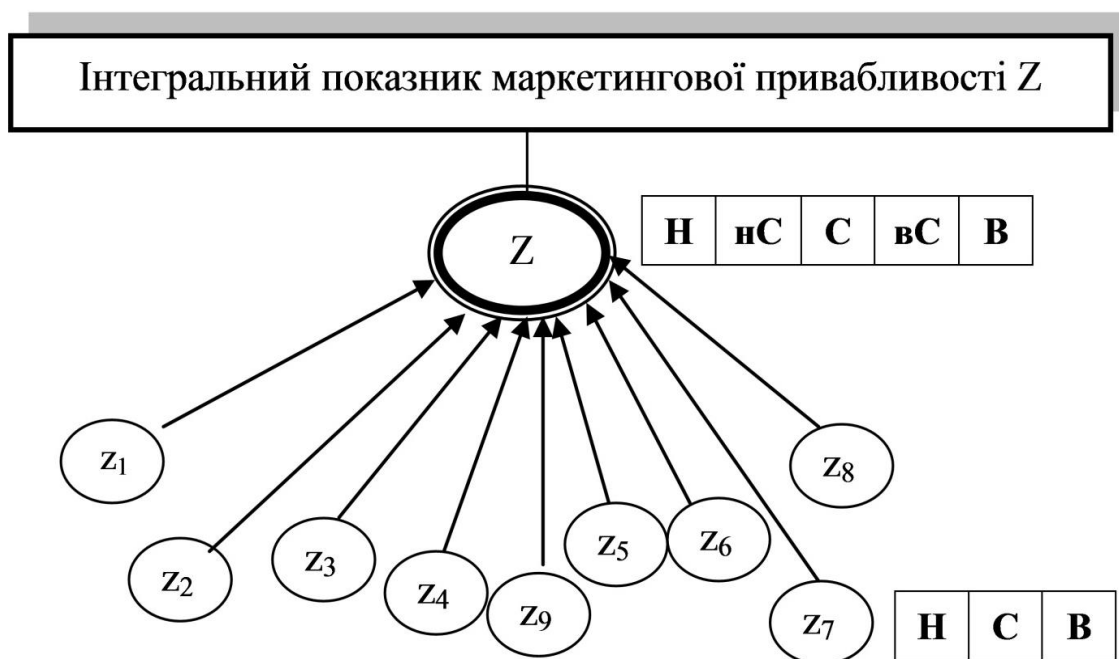 Інтегральний показник маркетингової привабливості Z
Z
Н нС С вС В
z1
z2
z3
z4
z9
z5
z6
z7
z8
Н С В